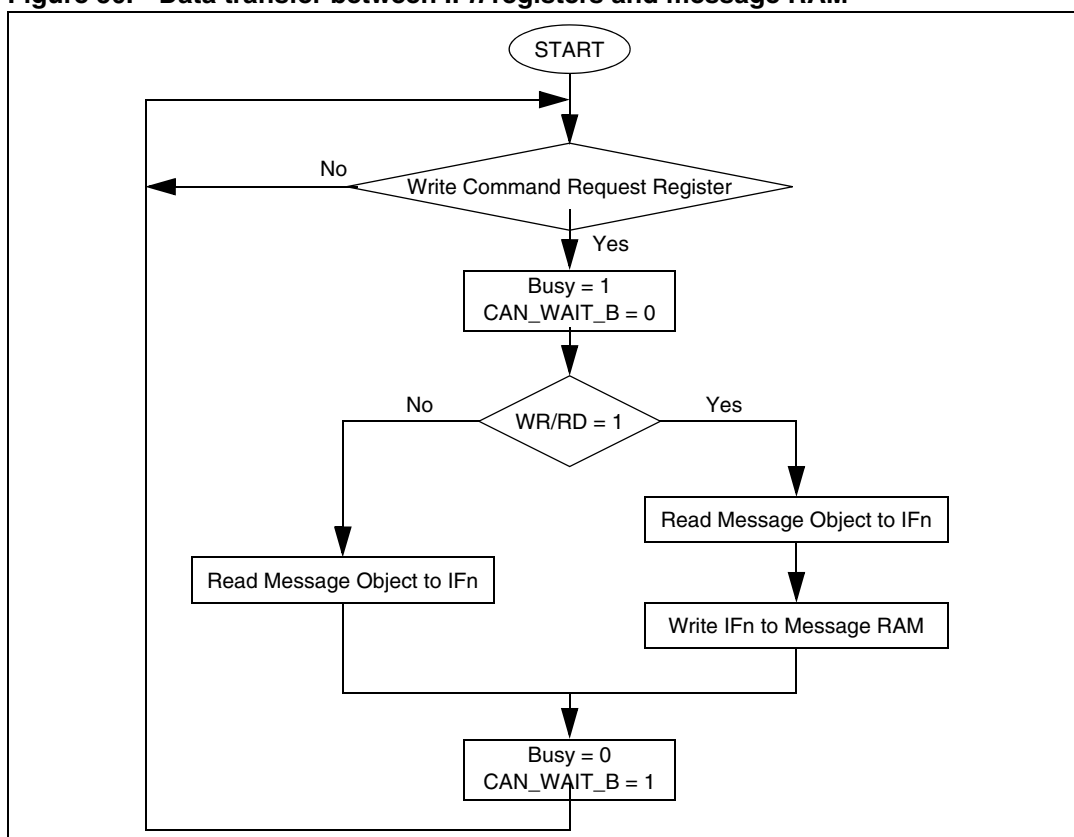 Data transfer between IFn registers and message RAM
START
No
Write Command Request Register
Yes
Busy = 1
CAN_WAIT_B = 0
No
Yes
WR/RD = 1
Read Message Object to IFn
Read Message Object to IFn
Write IFn to Message RAM
Busy = 0
CAN_WAIT_B = 1